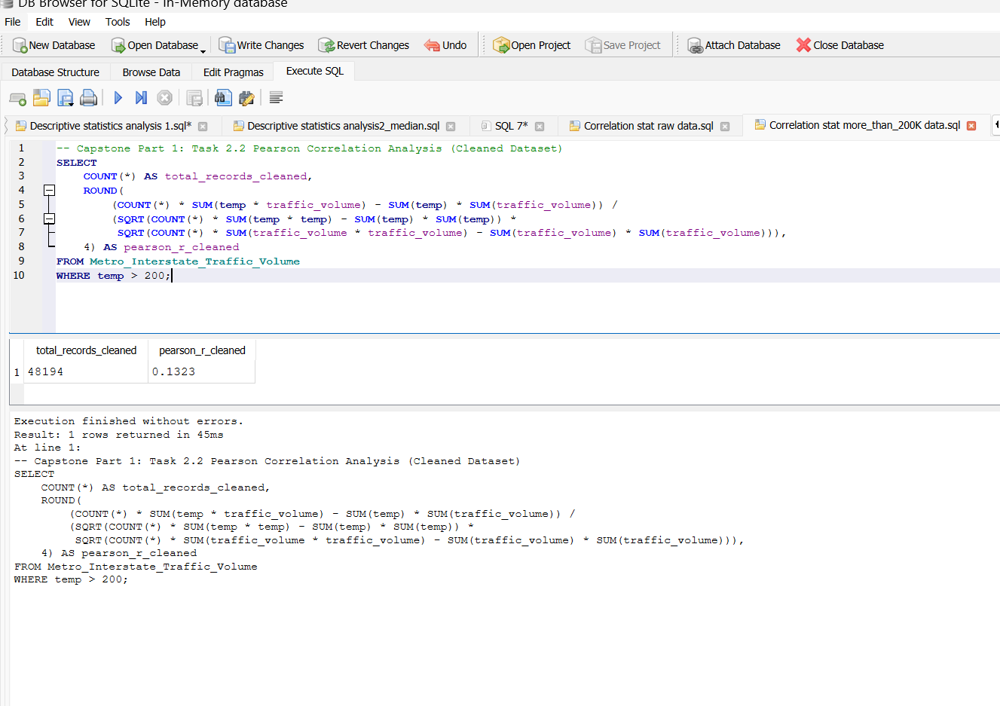 DB Browser for SQLite - In-Memory database
File Edit View Tools Help
New Database Open Database Write Changes Revert Changes Undo Open Project Save Project Attach Database Close Database
Database Structure Browse Data Edit Pragmas Execute SQL
Descriptive statistics analysis 1.sql* Descriptive statistics analysis2_median.sql SQL 7* Correlation stat raw data.sql Correlation stat more_than_200K data.sql
1 -- Capstone Part 1: Task 2.2 Pearson Correlation Analysis (Cleaned Dataset)
2 SELECT
3 COUNT(*) AS total_records_cleaned,
4 ROUND(
5 (COUNT(*) * SUM(temp * traffic_volume) - SUM(temp) * SUM(traffic_volume)) /
6 (SQRT(COUNT(*) * SUM(temp * temp) - SUM(temp) * SUM(temp)) *
7 SQRT(COUNT(*) * SUM(traffic_volume * traffic_volume) - SUM(traffic_volume) * SUM(traffic_volume))),
8 4) AS pearson_r_cleaned
9 FROM Metro_Interstate_Traffic_Volume
10 WHERE temp > 200;
total_records_cleaned pearson_r_cleaned
1 48194 0.1323
Execution finished without errors.
Result: 1 rows returned in 45ms
At line 1:
-- Capstone Part 1: Task 2.2 Pearson Correlation Analysis (Cleaned Dataset)
SELECT
COUNT(*) AS total_records_cleaned,
ROUND(
(COUNT(*) * SUM(temp * traffic_volume) - SUM(temp) * SUM(traffic_volume)) /
(SQRT(COUNT(*) * SUM(temp * temp) - SUM(temp) * SUM(temp)) *
SQRT(COUNT(*) * SUM(traffic_volume * traffic_volume) - SUM(traffic_volume) * SUM(traffic_volume))),
4) AS pearson_r_cleaned
FROM Metro_Interstate_Traffic_Volume
WHERE temp > 200;